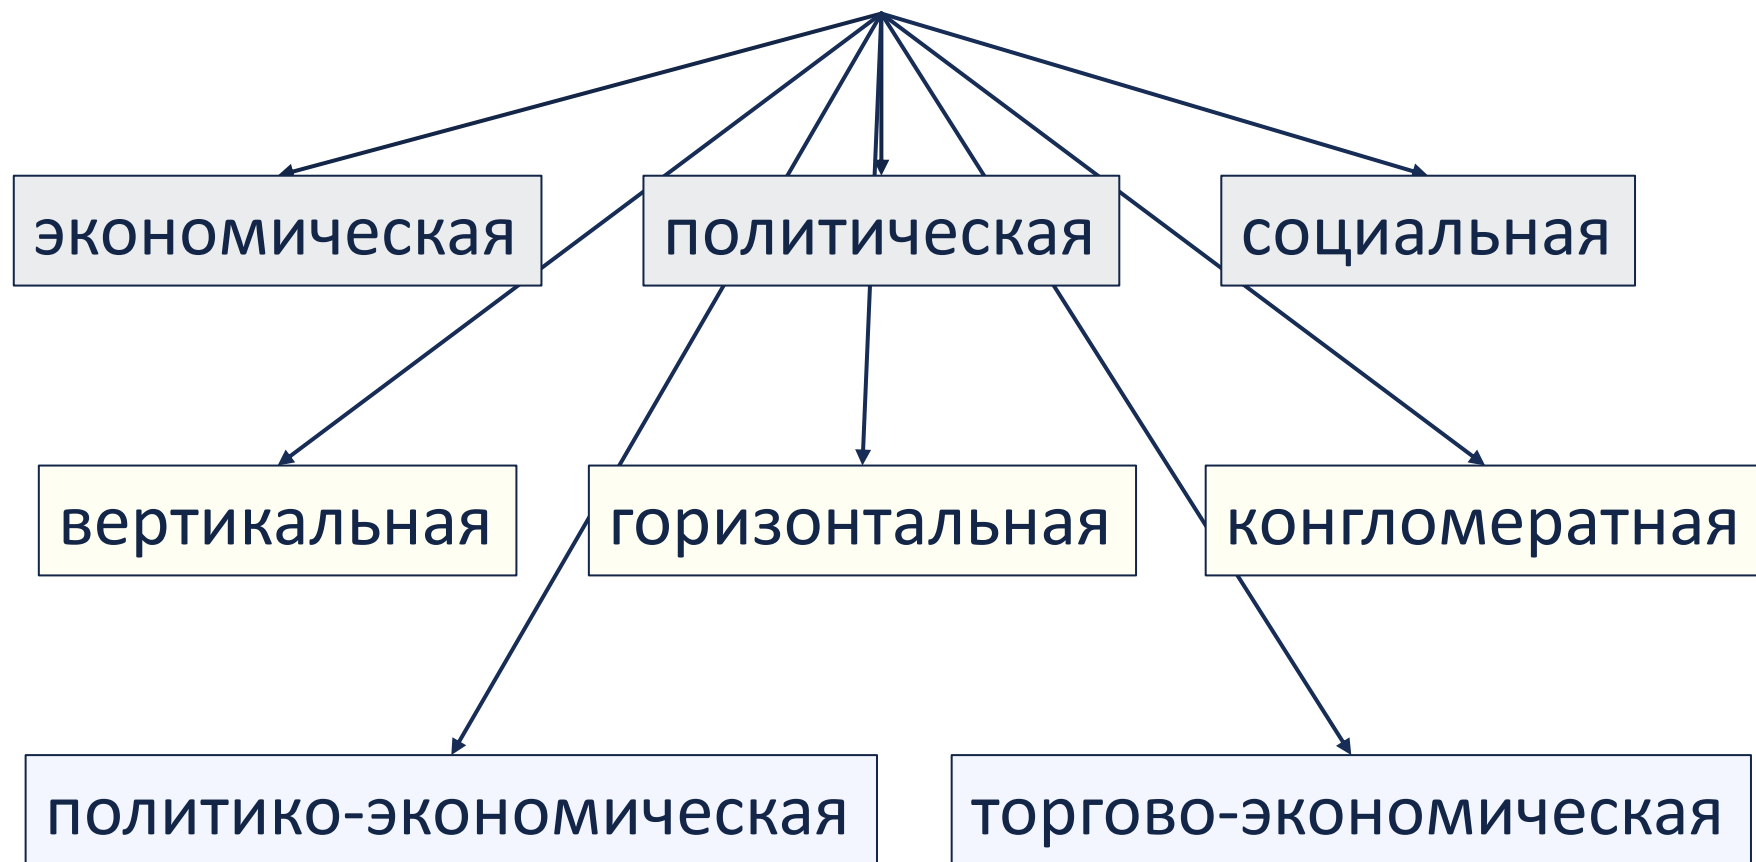 экономическая
политическая
социальная
вертикальная
горизонтальная
конгломератная
политико-экономическая
торгово-экономическая